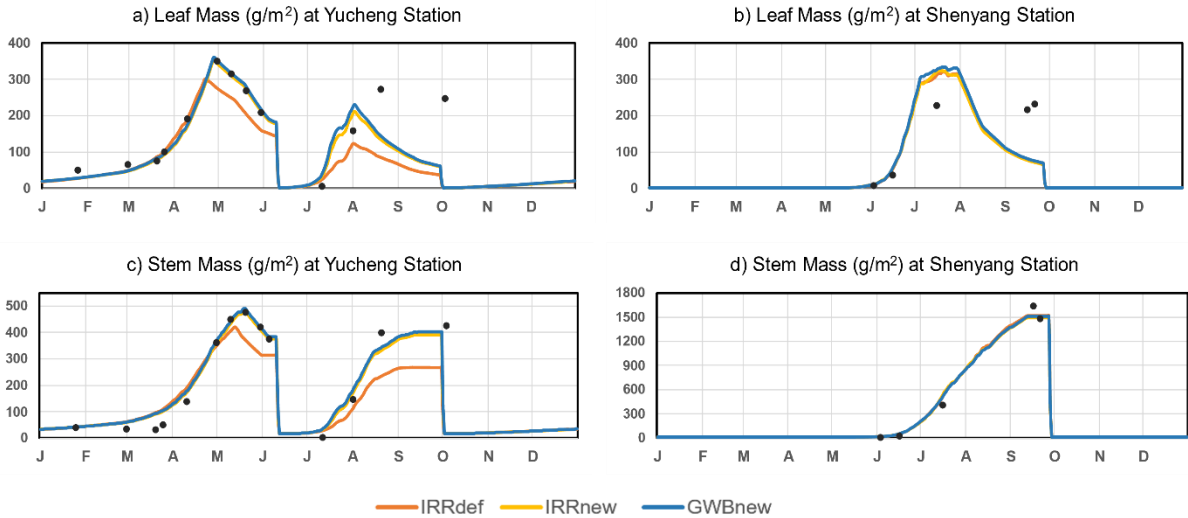 a) Leaf Mass (g/m²) at Yucheng Station
400
300
200
100
0
J F M A M J J A S O N D
b) Leaf Mass (g/m²) at Shenyang Station
400
300
200
100
0
J F M A M J J A S O N D
c) Stem Mass (g/m²) at Yucheng Station
500
400
300
200
100
0
J F M A M J J A S O N D
d) Stem Mass (g/m²) at Shenyang Station
1800
1500
1200
900
600
300
0
J F M A M J J A S O N D
IRRdef IRRnew GWBnew